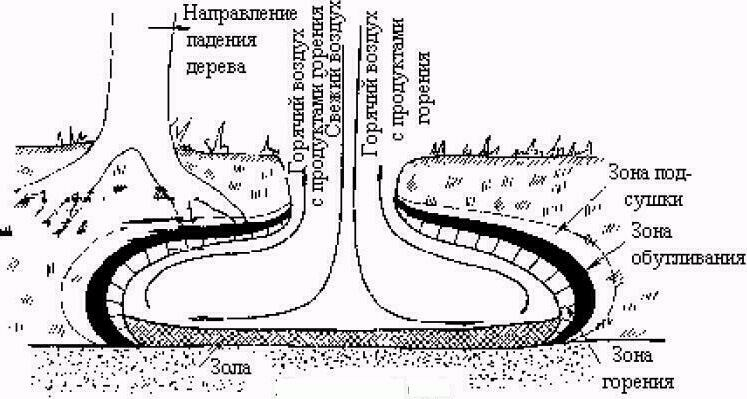 Направление
падения
дерева
Горячий воздух
с продуктами горения
Свежий воздух
Горячий воздух
с продуктами
горения
Зона под-
сушки
Зона
обугливания
Зола
Зона
горения